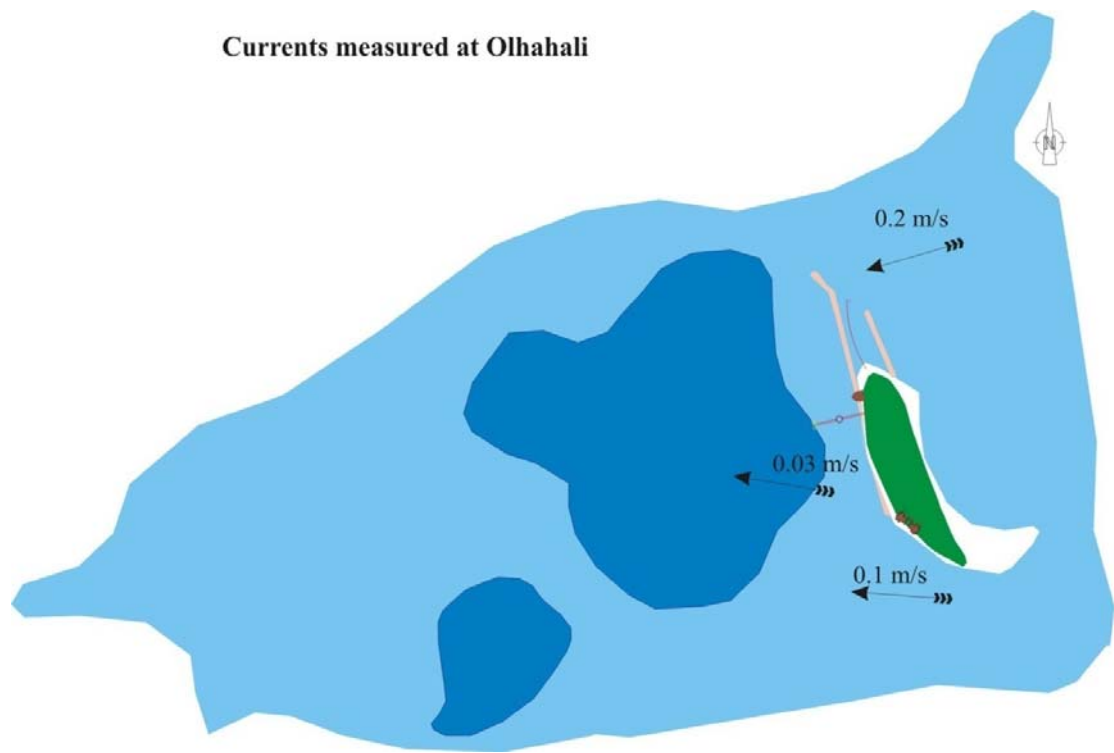 Currents measured at Olhahali
N
0.2 m/s
0.03 m/s
0.1 m/s